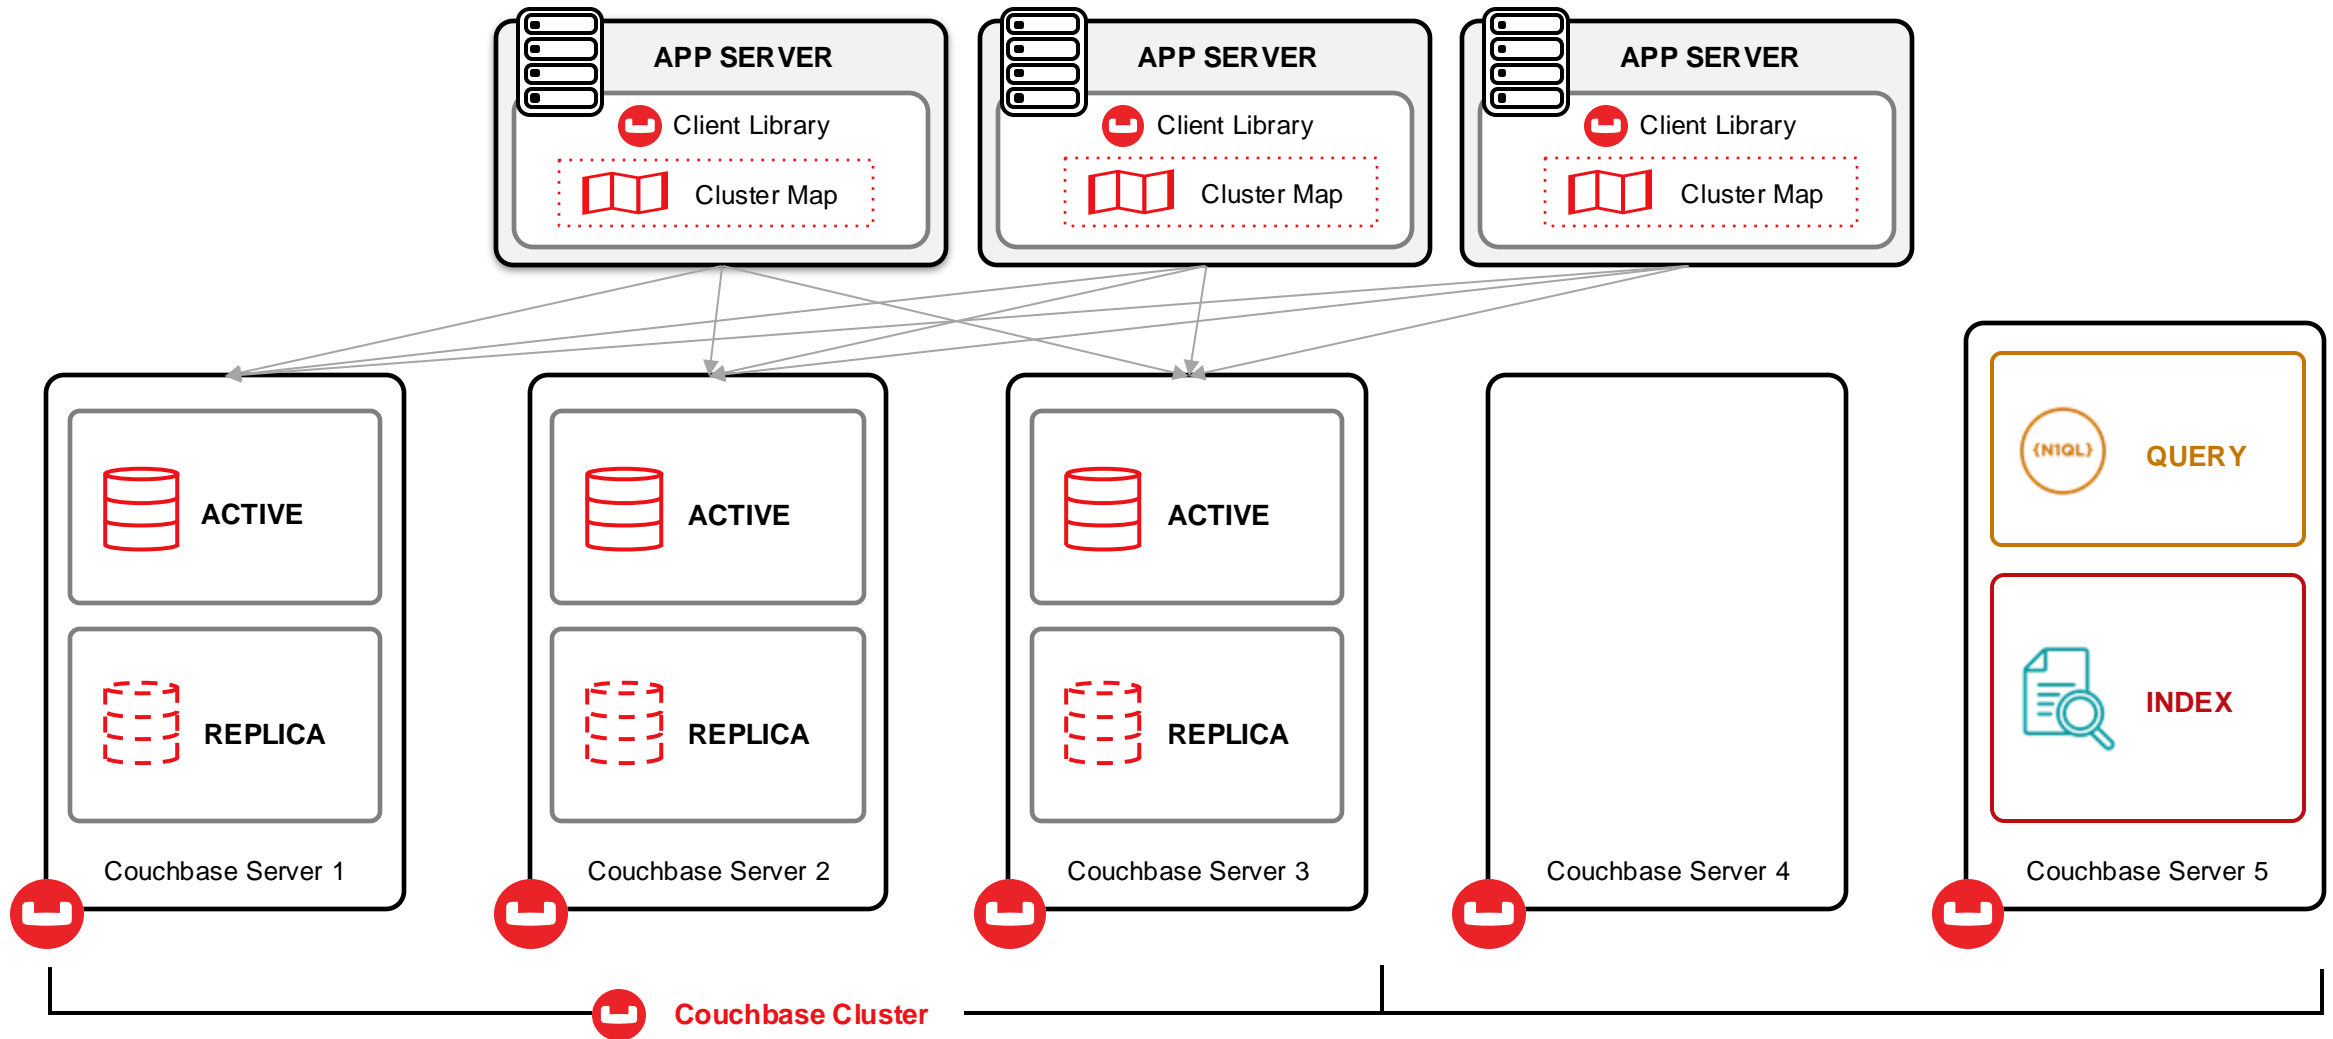 APP SERVER
Client Library
Cluster Map
APP SERVER
Client Library
Cluster Map
APP SERVER
Client Library
Cluster Map
ACTIVE
REPLICA
Couchbase Server 1
ACTIVE
REPLICA
Couchbase Server 2
ACTIVE
REPLICA
Couchbase Server 3
Couchbase Server 4
{N1QL}
QUERY
INDEX
Couchbase Server 5
Couchbase Cluster